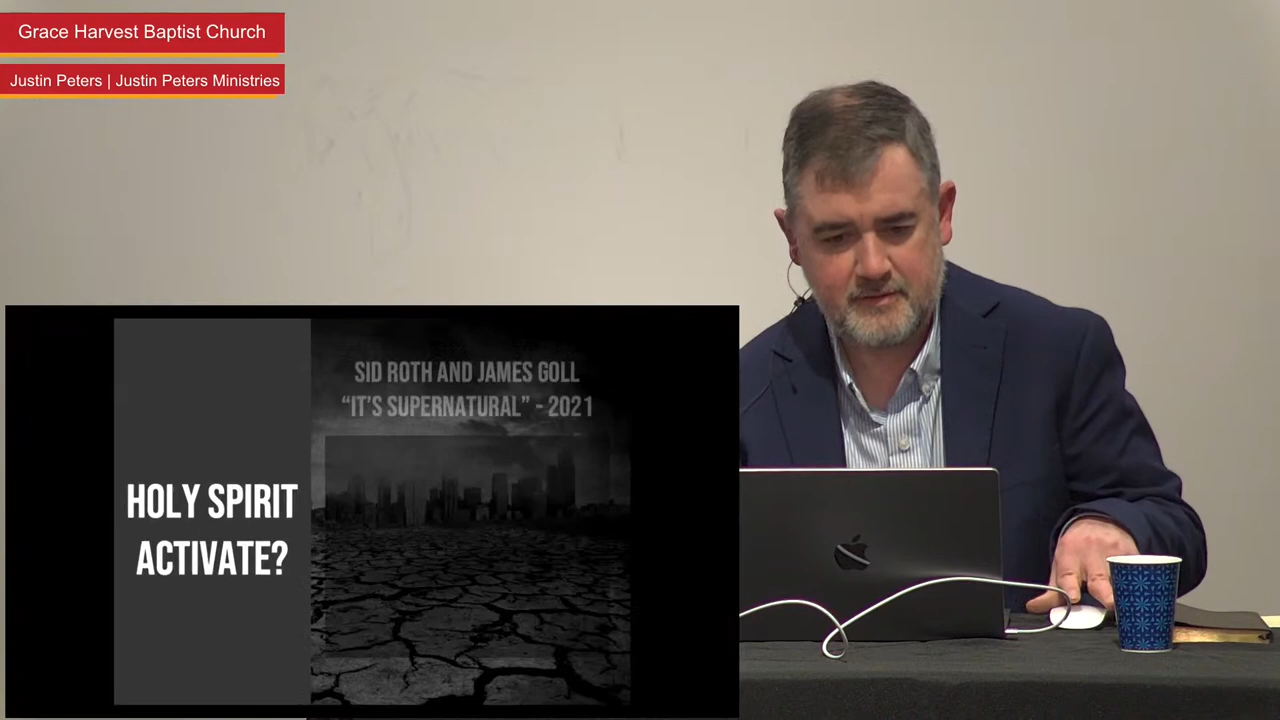 Grace Harvest Baptist Church
Justin Peters | Justin Peters Ministries
SID ROTH AND JAMES GOLL
“IT’S SUPERNATURAL” - 2021
HOLY SPIRIT
ACTIVATE?